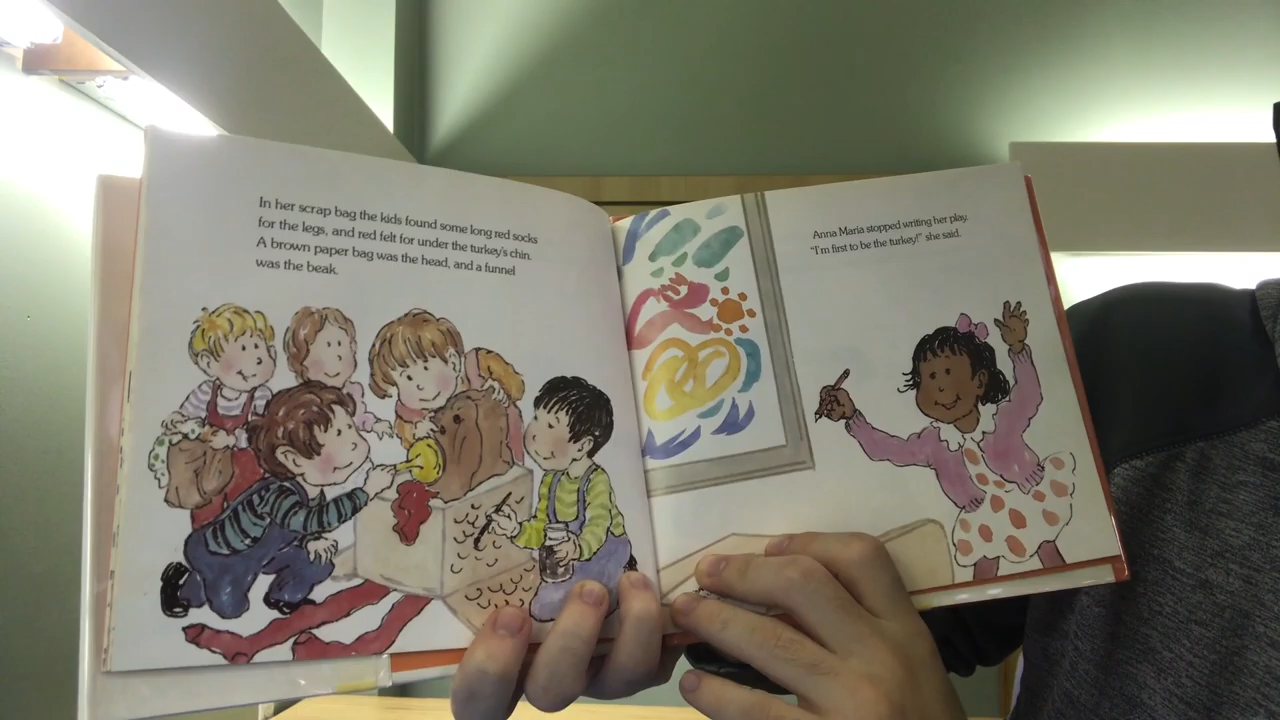 In her scrap bag the kids found some long red socks
for the legs, and red felt for under the turkey's chin.
A brown paper bag was the head, and a funnel
was the beak.
Anna Maria stopped writing her play.
"I'm first to be the turkey!" she said.